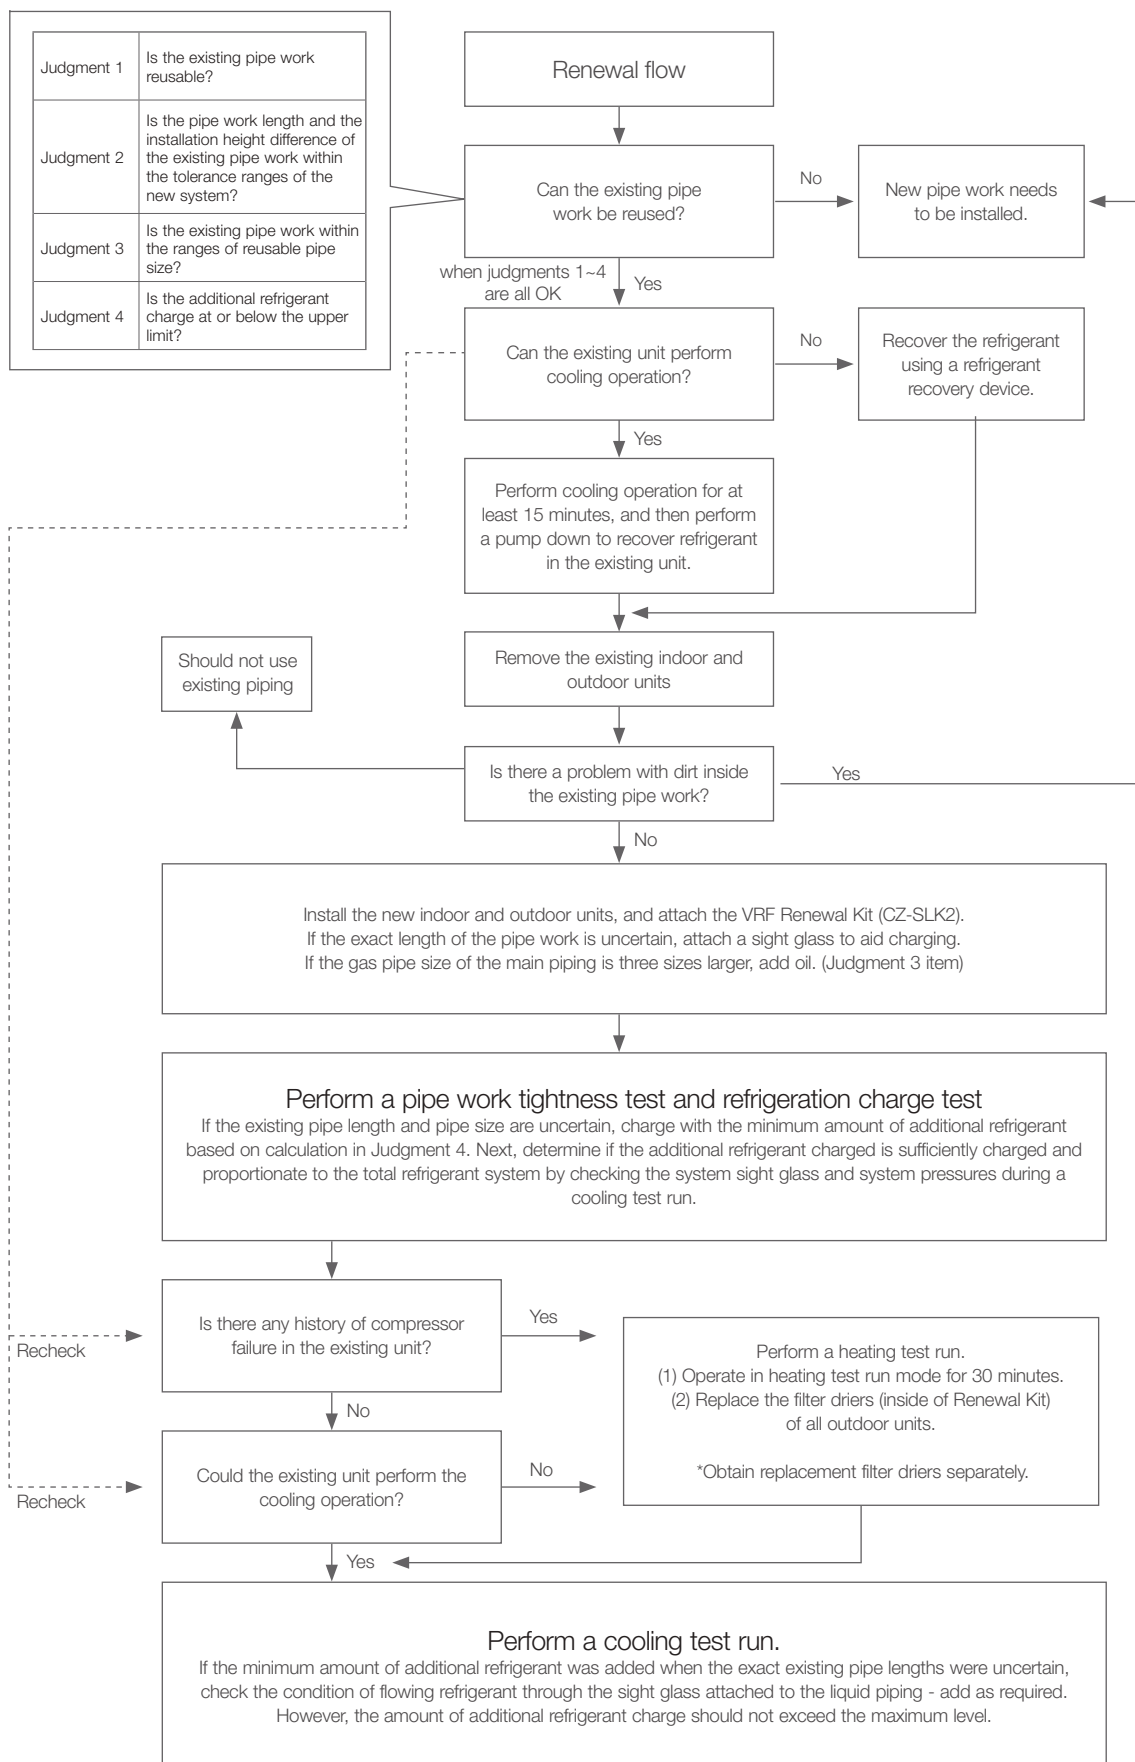 Judgment 1
Is the existing pipe work
reusable?
Judgment 2
Is the pipe work length and the
installation height difference of
the existing pipe work within
the tolerance ranges of the
new system?
Judgment 3
Is the existing pipe work within
the ranges of reusable pipe
size?
Judgment 4
Is the additional refrigerant
charge at or below the upper
limit?
Renewal flow
Can the existing pipe
work be reused?
No
New pipe work needs
to be installed.
when judgments 1~4
are all OK
Yes
Can the existing unit perform
cooling operation?
No
Recover the refrigerant
using a refrigerant
recovery device.
Yes
Perform cooling operation for at
least 15 minutes, and then perform
a pump down to recover refrigerant
in the existing unit.
Remove the existing indoor and
outdoor units
Should not use
existing piping
Is there a problem with dirt inside
the existing pipe work?
Yes
No
Install the new indoor and outdoor units, and attach the VRF Renewal Kit (CZ-SLK2).
If the exact length of the pipe work is uncertain, attach a sight glass to aid charging.
If the gas pipe size of the main piping is three sizes larger, add oil. (Judgment 3 item)
Perform a pipe work tightness test and refrigeration charge test
If the existing pipe length and pipe size are uncertain, charge with the minimum amount of additional refrigerant
based on calculation in Judgment 4. Next, determine if the additional refrigerant charged is sufficiently charged and
proportionate to the total refrigerant system by checking the system sight glass and system pressures during a
cooling test run.
Is there any history of compressor
failure in the existing unit?
Yes
Recheck
Perform a heating test run.
(1) Operate in heating test run mode for 30 minutes.
(2) Replace the filter driers (inside of Renewal Kit)
of all outdoor units.
*Obtain replacement filter driers separately.
No
Could the existing unit perform the
cooling operation?
No
Recheck
Yes
Perform a cooling test run.
If the minimum amount of additional refrigerant was added when the exact existing pipe lengths were uncertain,
check the condition of flowing refrigerant through the sight glass attached to the liquid piping - add as required.
However, the amount of additional refrigerant charge should not exceed the maximum level.